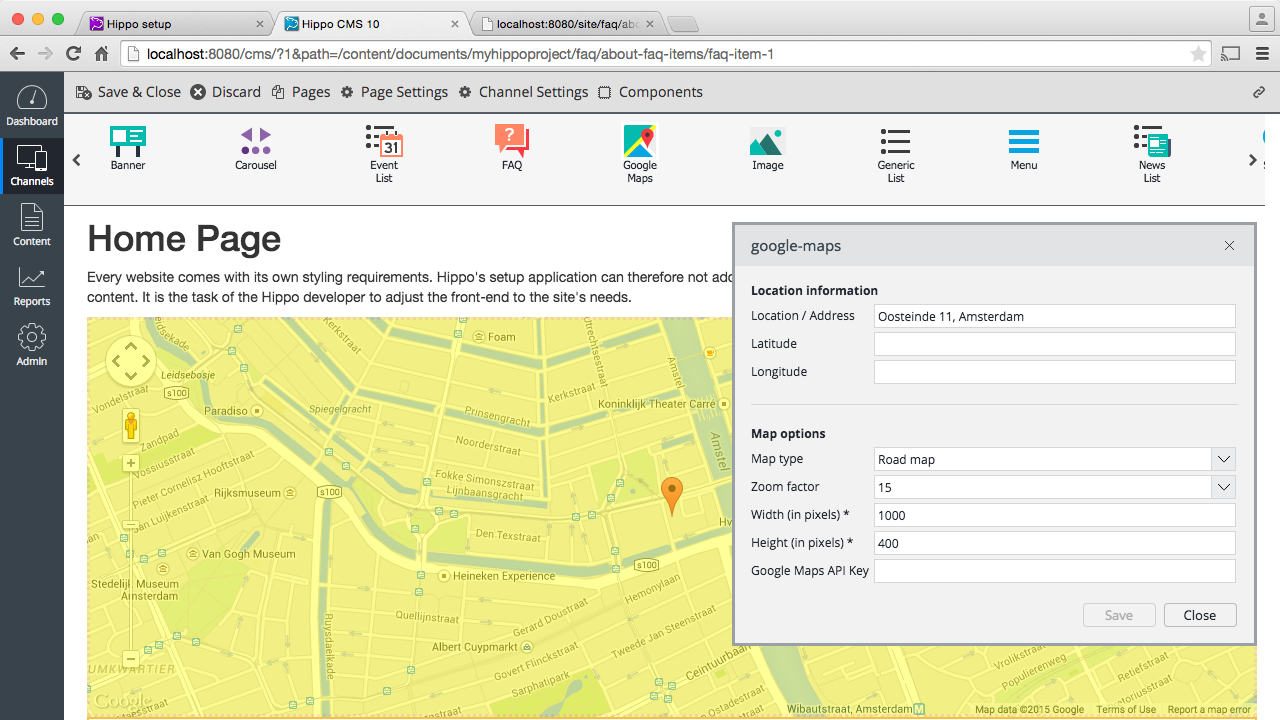 Hippo setup
Hippo CMS 10
localhost:8080/site/faq/abo
localhost:8080/cms/?1&path=/content/documents/myhippoproject/faq/about-faq-items/faq-item-1
Dashboard
Channels
Content
Reports
Admin
Save & Close
Discard
Pages
Page Settings
Channel Settings
Components
Banner
Carousel
31
Event
List
?
FAQ
Google
Maps
Image
Generic
List
Menu
News
List
Home Page
Every website comes with its own styling requirements. Hippo's setup application can therefore not add
content. It is the task of the Hippo developer to adjust the front-end to the site's needs.
Leidsekade
Foam
Utrechtsestraat
Kerkstraat
Leidsebosje
s100
Vondelstraat
Paradiso
Spiegelgracht
Prinsengracht
Kerkstraat
Amstel
Koninklijk Theater Carré
Zandpad
Vossiusstraat
Noorderstraat
Amstel
Pieter Cornelisz Hooftstraat
Fokke Simonszstraat
Lijnbaansgracht
Rijksmuseum
s100
Jan Luijkenstraat
Den Texstraat
Van Gogh Museum
s100
Stedelijk Museum
Amsterdam
Heineken Experience
Hemonylaan
Quellijnstraat
Gerard Doustraat
Ruysdaelkade
Albert Cuypmarkt
Tweede Jan Steenstraat
Govert Flinckstraat
Ceintuurbaan
UMKWARTIER
Sarphatipark
Vrolikstraat
Populierenweg
Google
Wibautstraat, Amsterdam
M
Map data ©2015 Google
Terms of Use
Report a map error
google-maps
Location information
Location / Address
Oosteinde 11, Amsterdam
Latitude
Longitude
Map options
Map type
Road map
Zoom factor
15
Width (in pixels) *
1000
Height (in pixels) *
400
Google Maps API Key
Save
Close